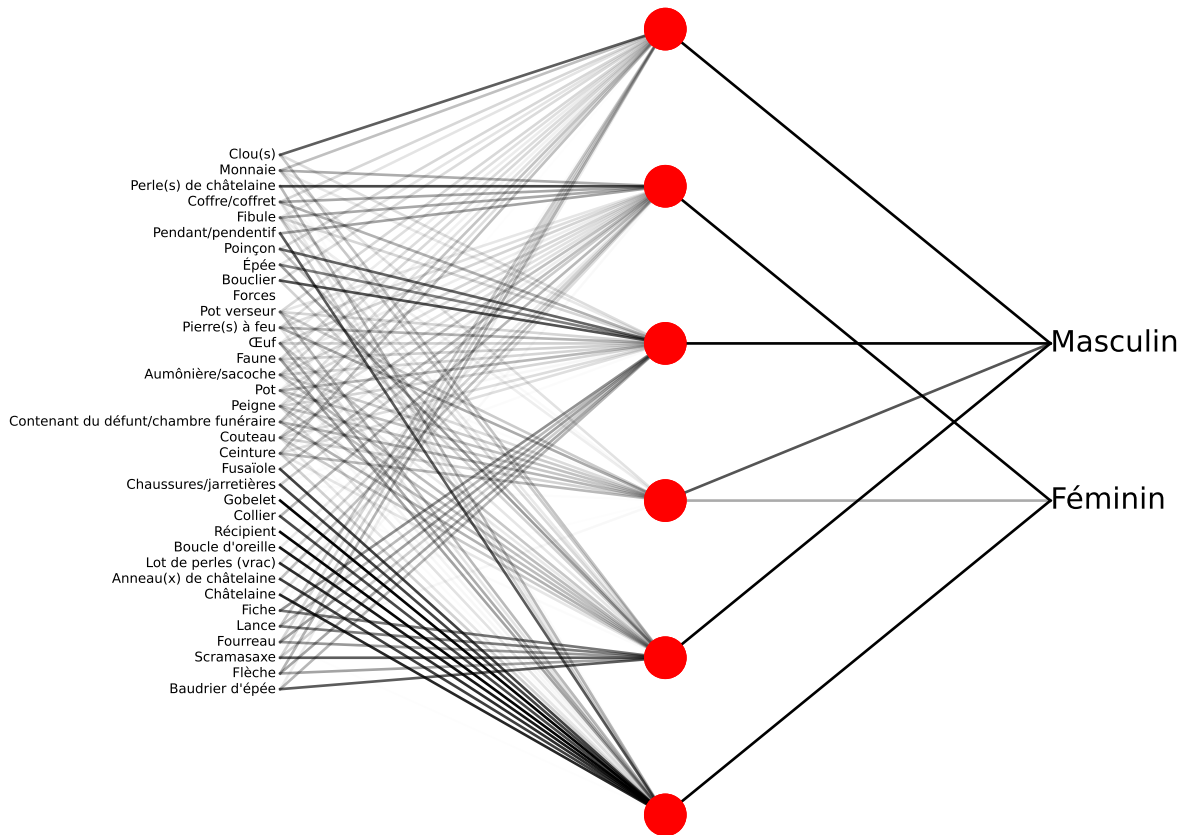 Clou(s)
Monnaie
Perle(s) de châtelaine
Coffre/coffret
Fibule
Pendant/pendentif
Poinçon
Épée
Bouclier
Forces
Pot verseur
Pierre(s) à feu
Œuf
Faune
Aumônière/sacoche
Pot
Peigne
Contenant du défunt/chambre funéraire
Couteau
Ceinture
Fusaïole
Chaussures/jarretières
Gobelet
Collier
Récipient
Boucle d'oreille
Lot de perles (vrac)
Anneau(x) de châtelaine
Châtelaine
Fiche
Lance
Fourreau
Scramasaxe
Flèche
Baudrier d'épée
Masculin
Féminin